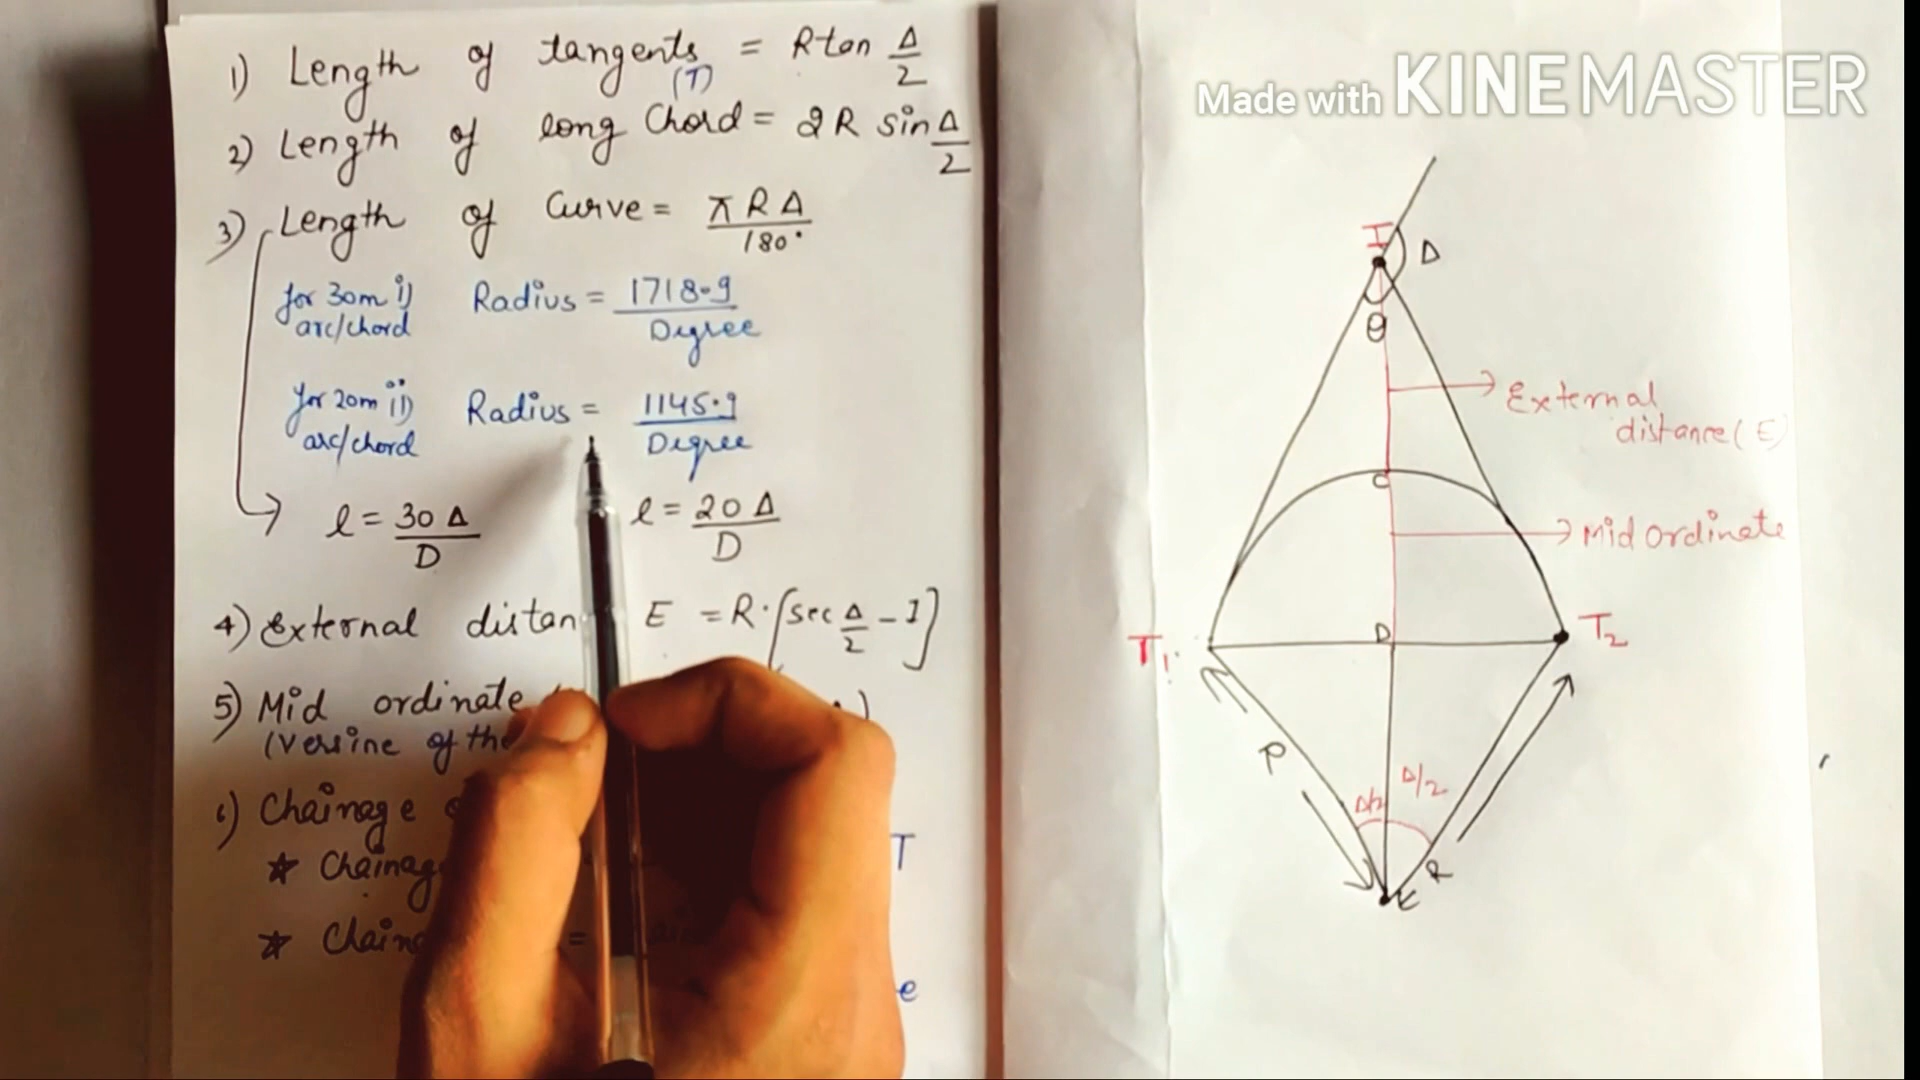 1) Length of tangents = R tan Δ/2
(T)
2) Length of long Chord = 2R sin Δ/2
3) Length of Curve = πRΔ/180°
for 30m i) Radius = 1718.9/Degree
arc/chord
for 20m ii) Radius = 1145.9/Degree
arc/chord
l = 30Δ/D l = 20Δ/D
4) External distan E = R.[sec Δ/2 - 1]
5) Mid ordinate
(Versine of the
6) Chainage
* Chainag
T
* Chain =
e
Made with KINEMASTER
I
Δ
θ
External
distance (E)
C
Mid ordinate
T1
D
T2
R
Δ/2
Δ/2
R
E